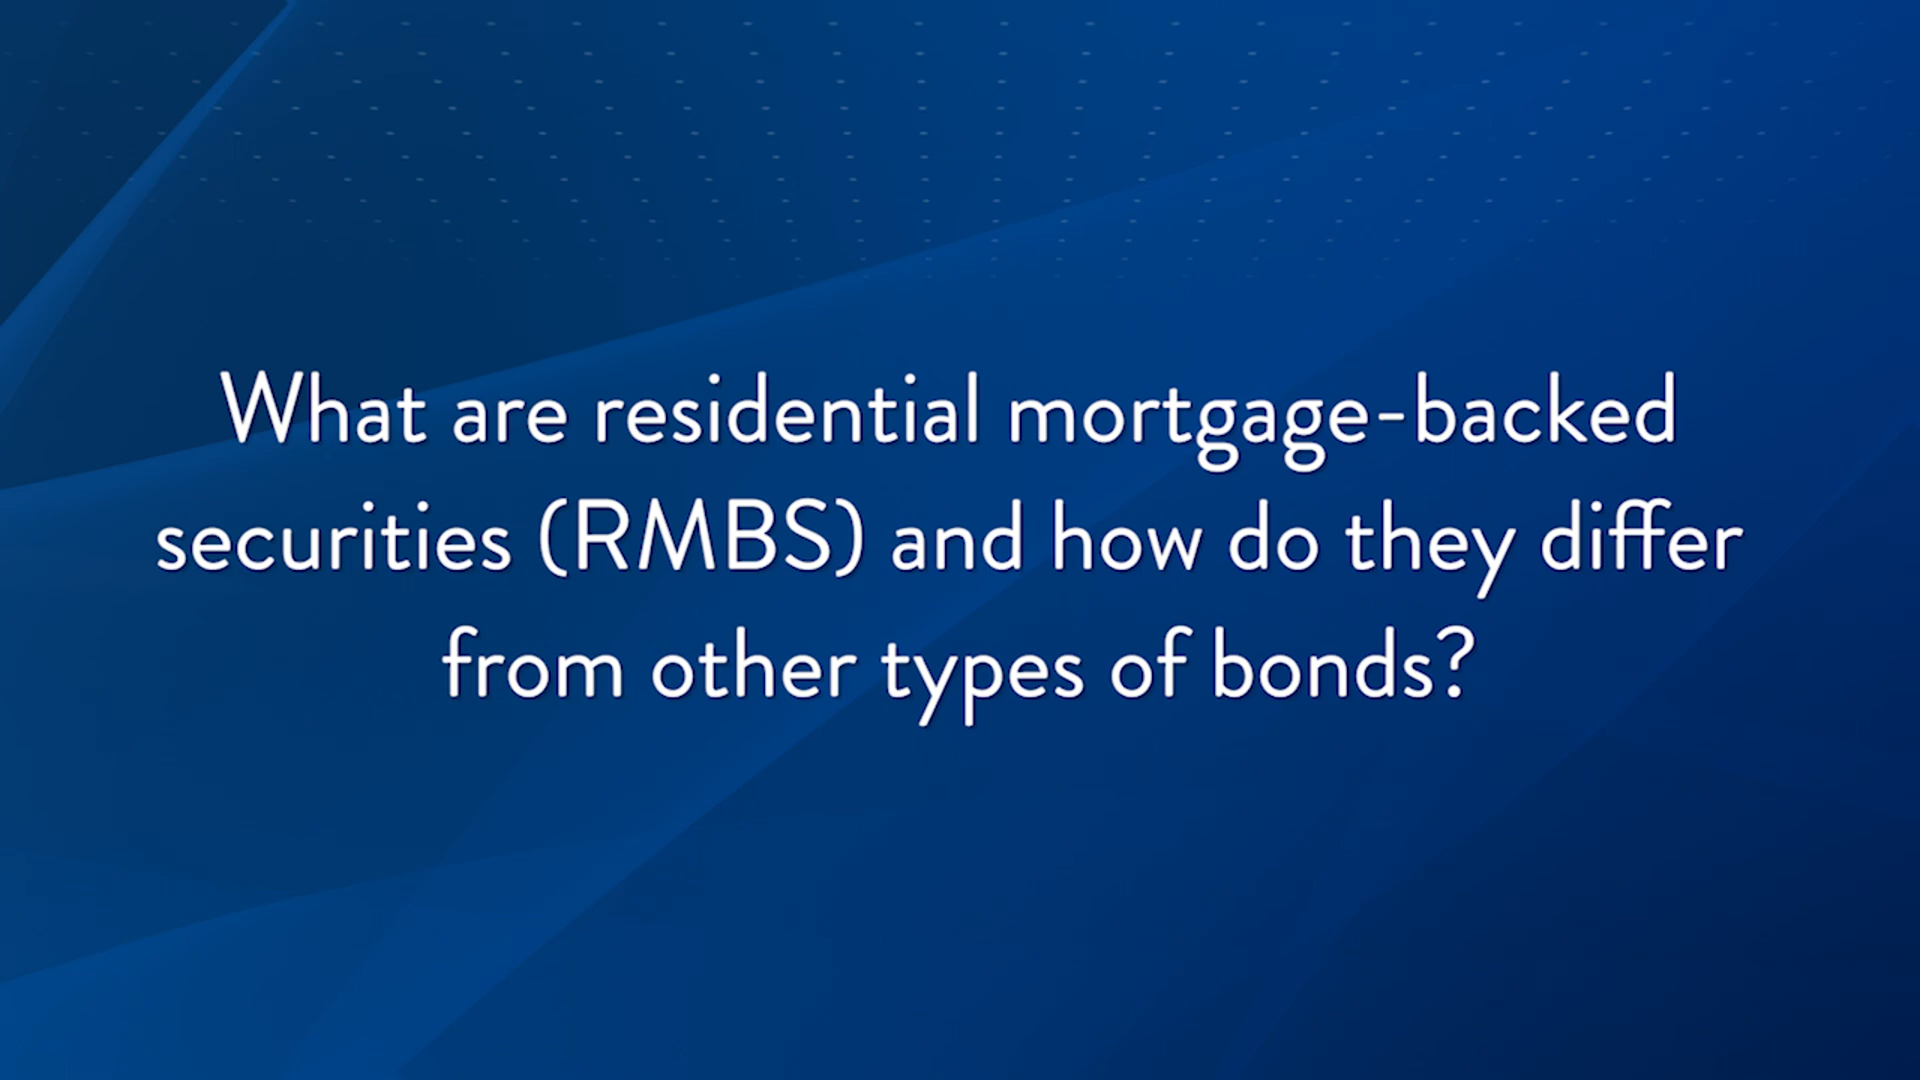 What are residential mortgage-backed
securities (RMBS) and how do they differ
from other types of bonds?